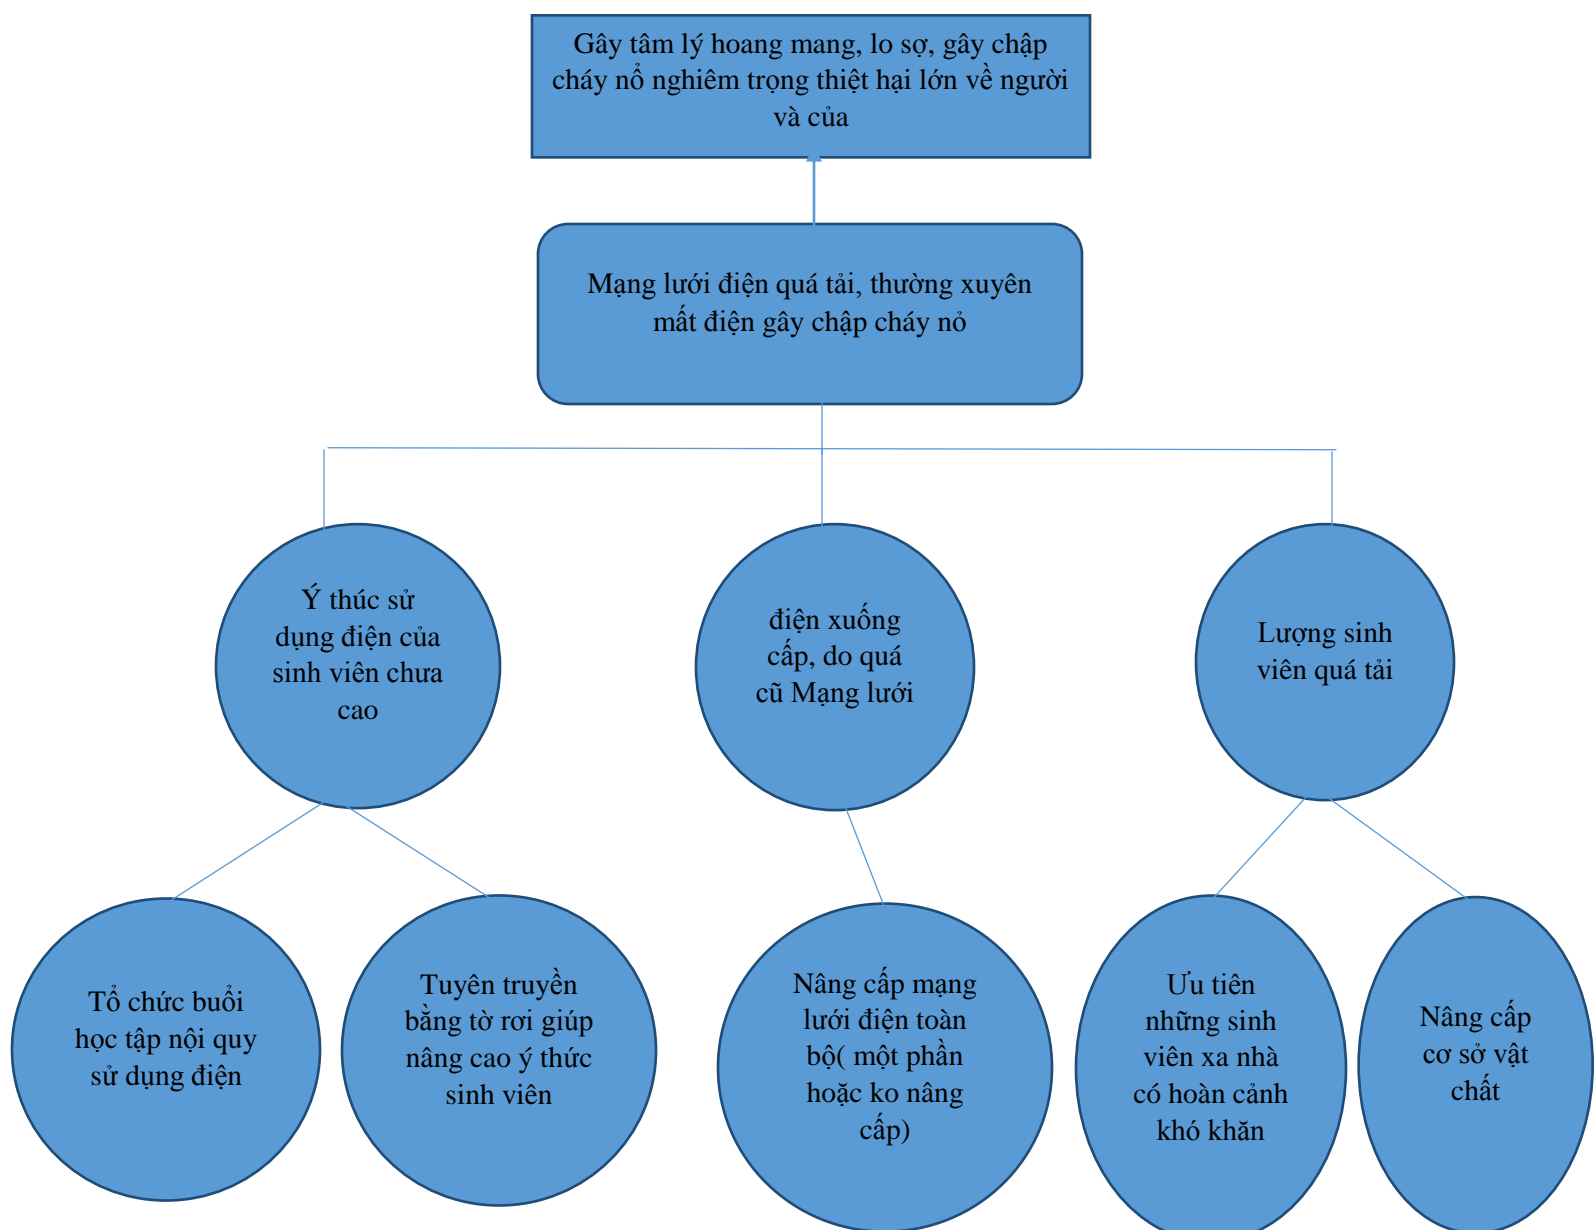 Gây tâm lý hoang mang, lo sợ, gây chập
cháy nổ nghiêm trọng thiệt hại lớn về người
và của
Mạng lưới điện quá tải, thường xuyên
mất điện gây chập cháy nỏ
Ý thúc sử
dụng điện của
sinh viên chưa
cao
điện xuống
cấp, do quá
cũ Mạng lưới
Lượng sinh
viên quá tải
Tổ chức buổi
học tập nội quy
sử dụng điện
Tuyên truyền
bằng tờ rơi giúp
nâng cao ý thức
sinh viên
Nâng cấp mạng
lưới điện toàn
bộ( một phần
hoặc ko nâng
cấp)
Ưu tiên
những sinh
viên xa nhà
có hoàn cảnh
khó khăn
Nâng cấp
cơ sở vật
chất